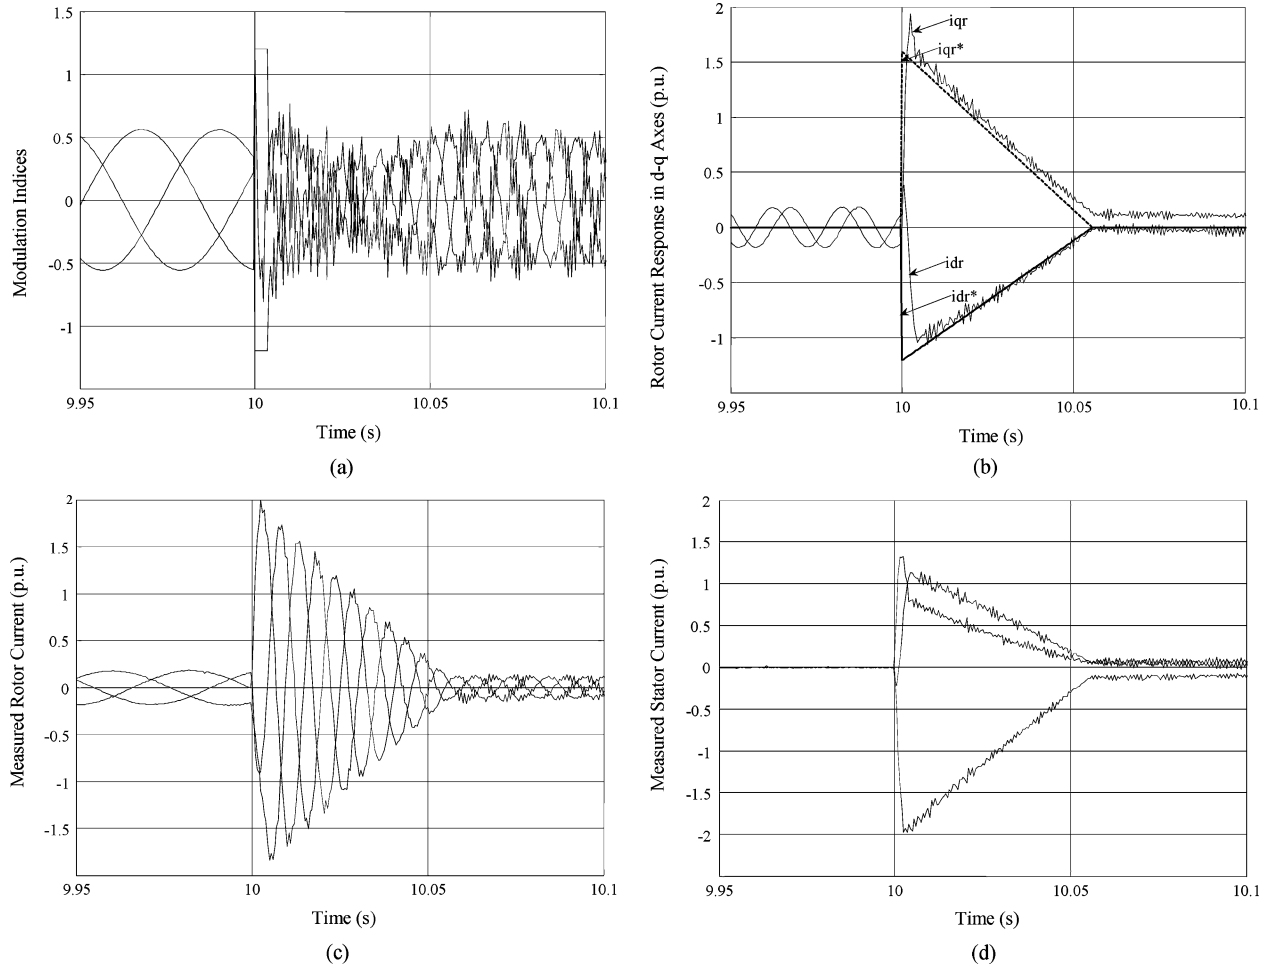 1.5
1
0.5
0
-0.5
-1
9.95
10
10.05
10.1
Modulation Indices
Time (s)
(a)
2
1.5
1
0.5
0
-0.5
-1
9.95
10
10.05
10.1
iqr
iqr*
idr
idr*
Rotor Current Response in d-q Axes (p.u.)
Time (s)
(b)
2
1.5
1
0.5
0
-0.5
-1
-1.5
9.95
10
10.05
10.1
Measured Rotor Current (p.u.)
Time (s)
(c)
2
1.5
1
0.5
0
-0.5
-1
-1.5
-2
9.95
10
10.05
10.1
Measured Stator Current (p.u.)
Time (s)
(d)